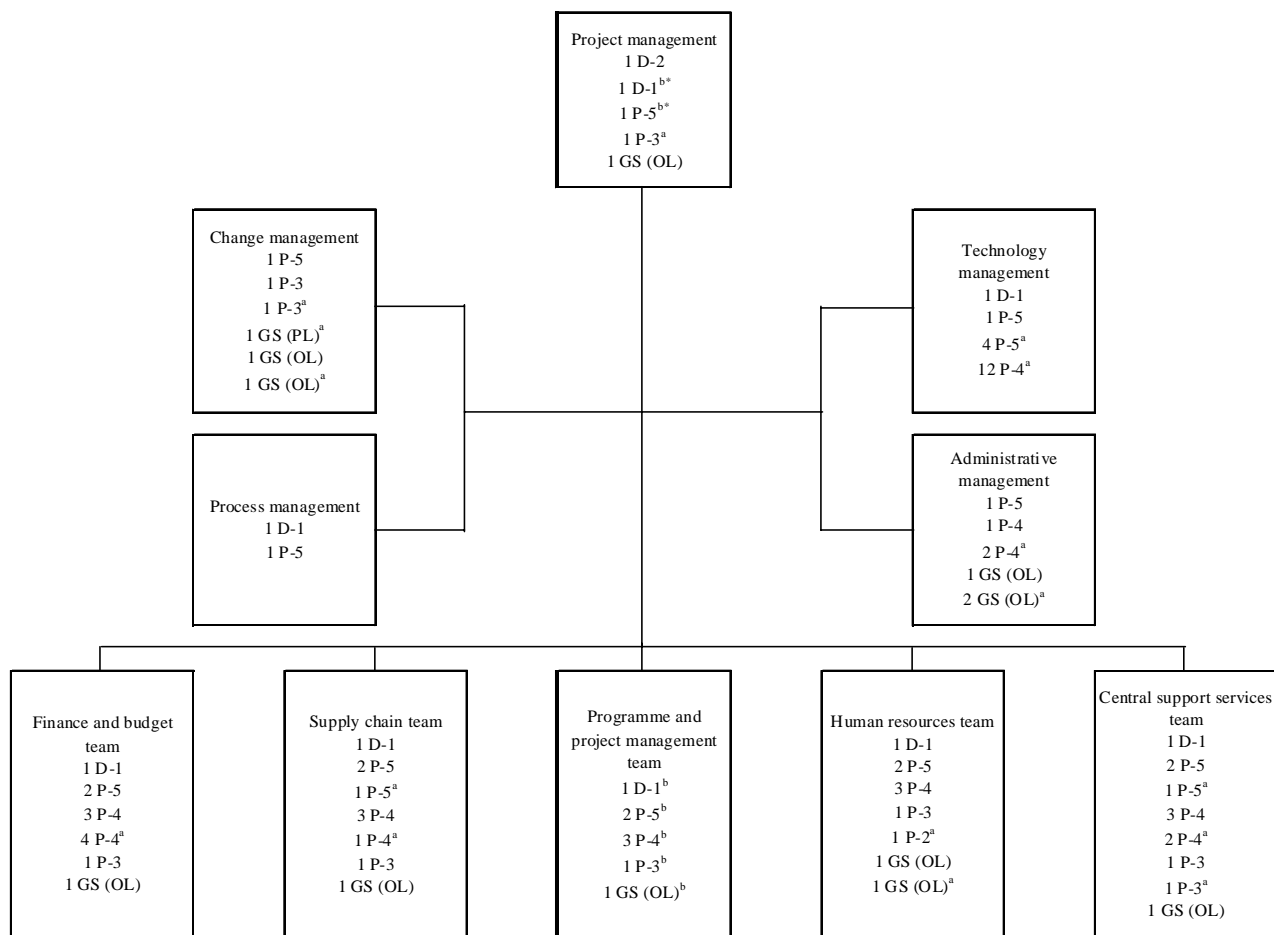 Project management
1 D-2
1 D-1b*
1 P-5b*
1 P-3a
1 GS (OL)
Change management
1 P-5
1 P-3
1 P-3a
1 GS (PL)a
1 GS (OL)
1 GS (OL)a
Technology
management
1 D-1
1 P-5
4 P-5a
12 P-4a
Process management
1 D-1
1 P-5
Administrative
management
1 P-5
1 P-4
2 P-4a
1 GS (OL)
2 GS (OL)a
Finance and budget
team
1 D-1
2 P-5
3 P-4
4 P-4a
1 P-3
1 GS (OL)
Supply chain team
1 D-1
2 P-5
1 P-5a
3 P-4
1 P-4a
1 P-3
1 GS (OL)
Programme and
project management
team
1 D-1b
2 P-5b
3 P-4b
1 P-3b
1 GS (OL)b
Human resources team
1 D-1
2 P-5
3 P-4
1 P-3
1 P-2a
1 GS (OL)
1 GS (OL)a
Central support services
team
1 D-1
2 P-5
1 P-5a
3 P-4
2 P-4a
1 P-3
1 P-3a
1 GS (OL)